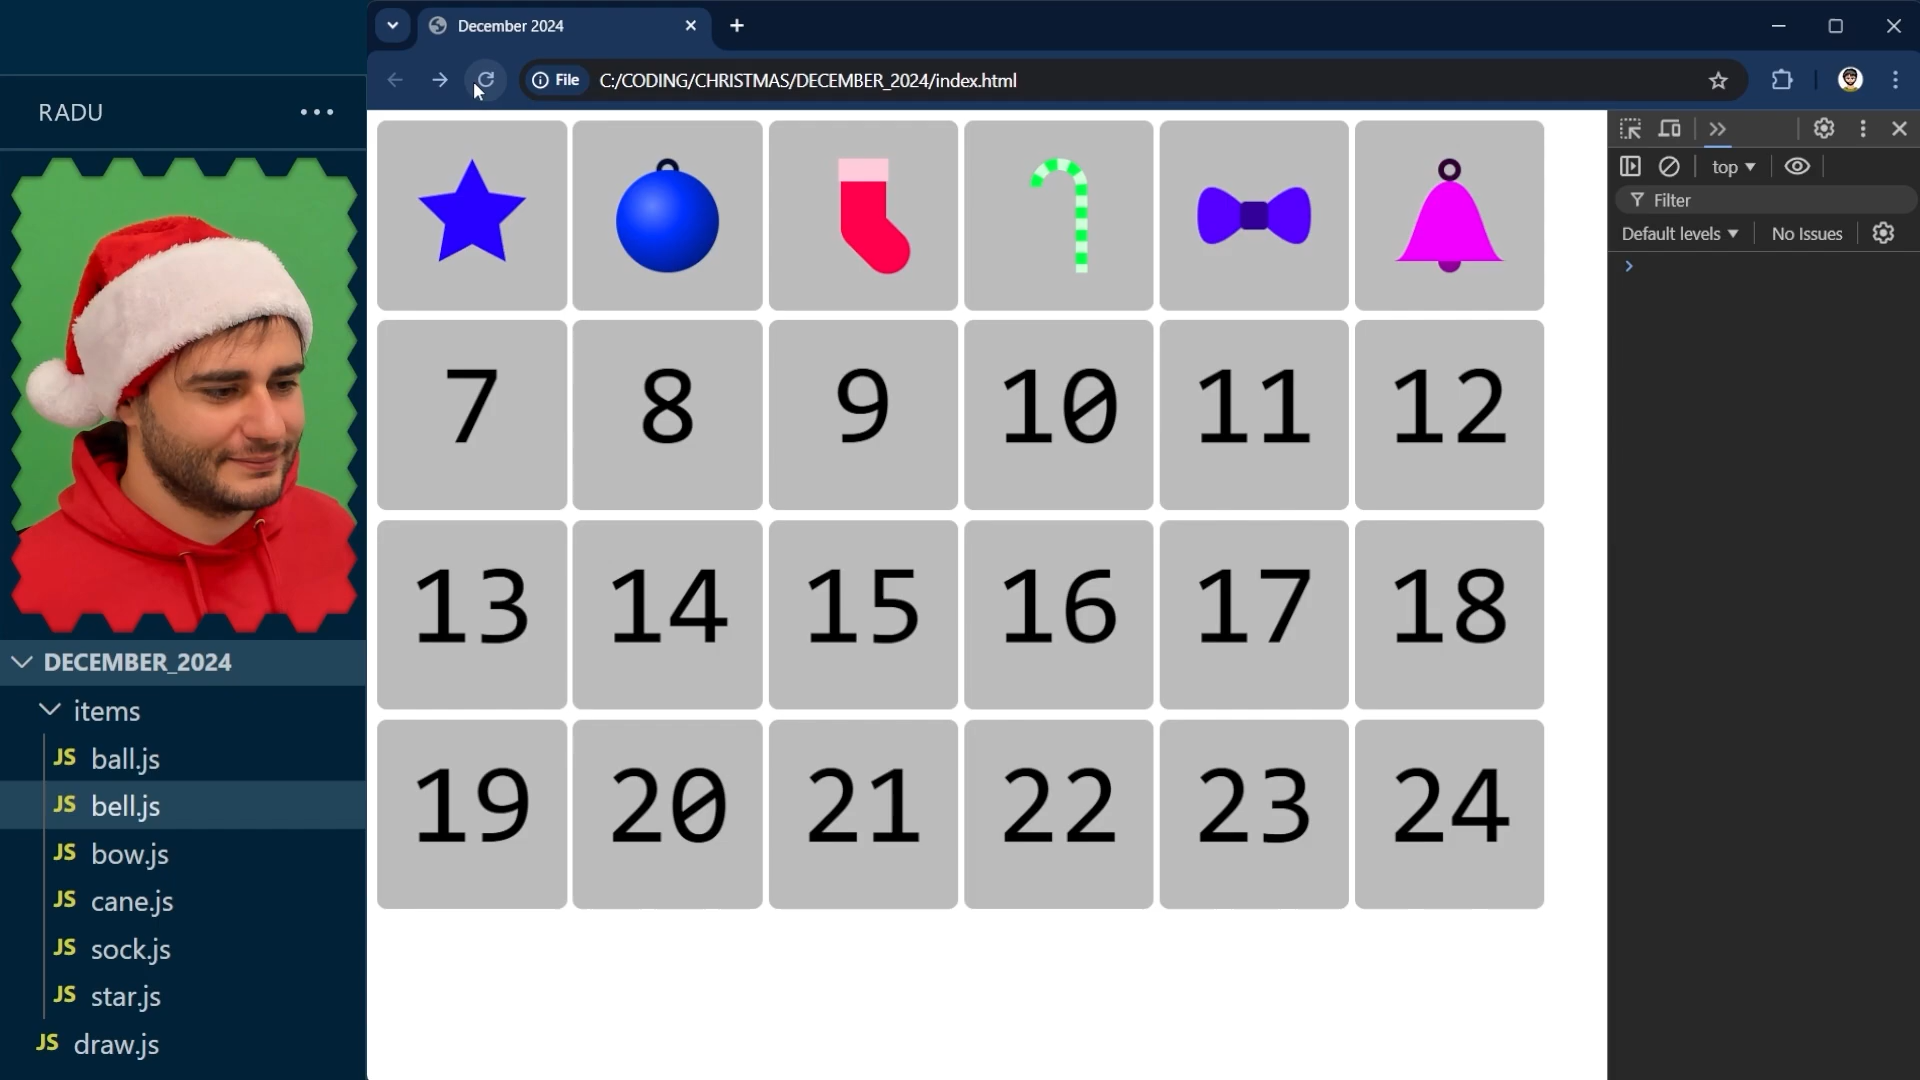 December 2024
File C:/CODING/CHRISTMAS/DECEMBER_2024/index.html
RADU
top
Filter
Default levels No Issues
7 8 9 10 11 12
13 14 15 16 17 18
19 20 21 22 23 24
DECEMBER_2024
items
JS ball.js
JS bell.js
JS bow.js
JS cane.js
JS sock.js
JS star.js
JS draw.js